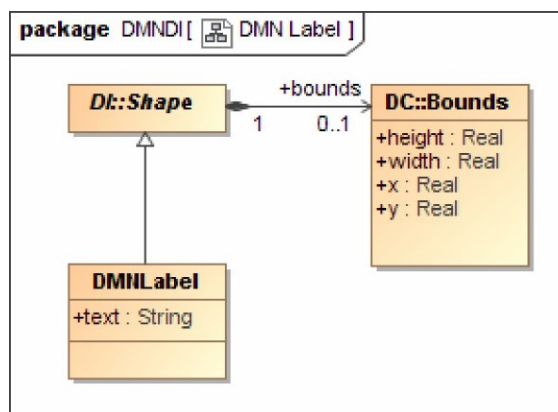 package DMNDI[ DMN Label ]
DI::Shape
+bounds
1
0..1
DC::Bounds
+height : Real
+width : Real
+x : Real
+y : Real
DMNLabel
+text : String